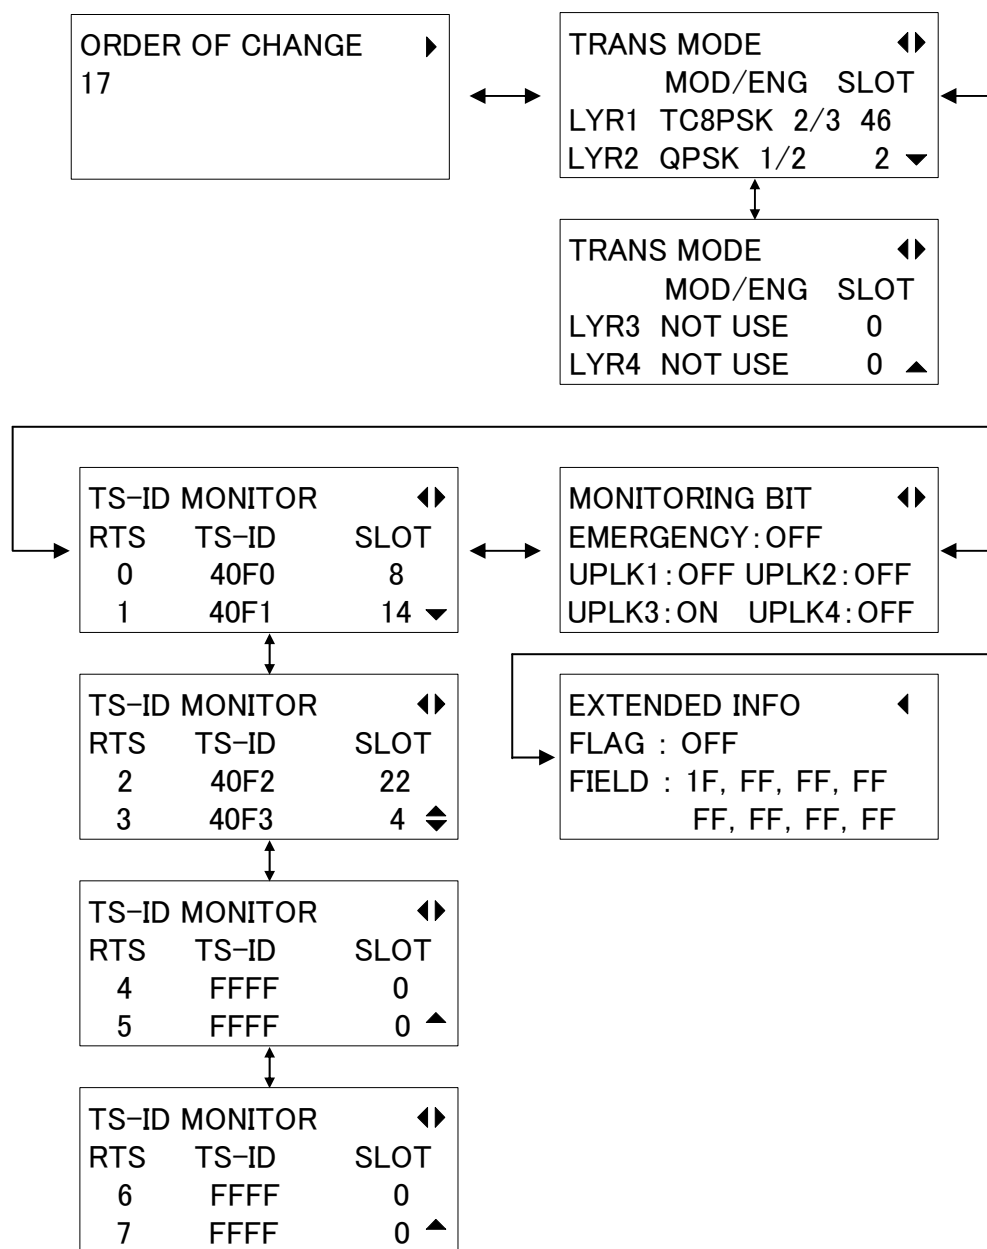 ORDER OF CHANGE
17
TRANS MODE
MOD/ENG SLOT
LYR1 TC8PSK 2/3 46
LYR2 QPSK 1/2 2
TRANS MODE
MOD/ENG SLOT
LYR3 NOT USE 0
LYR4 NOT USE 0
TS-ID MONITOR
RTS TS-ID SLOT
0 40F0 8
1 40F1 14
MONITORING BIT
EMERGENCY:OFF
UPLK1:OFF UPLK2:OFF
UPLK3:ON UPLK4:OFF
TS-ID MONITOR
RTS TS-ID SLOT
2 40F2 22
3 40F3 4
EXTENDED INFO
FLAG : OFF
FIELD : 1F, FF, FF, FF
FF, FF, FF, FF
TS-ID MONITOR
RTS TS-ID SLOT
4 FFFF 0
5 FFFF 0
TS-ID MONITOR
RTS TS-ID SLOT
6 FFFF 0
7 FFFF 0